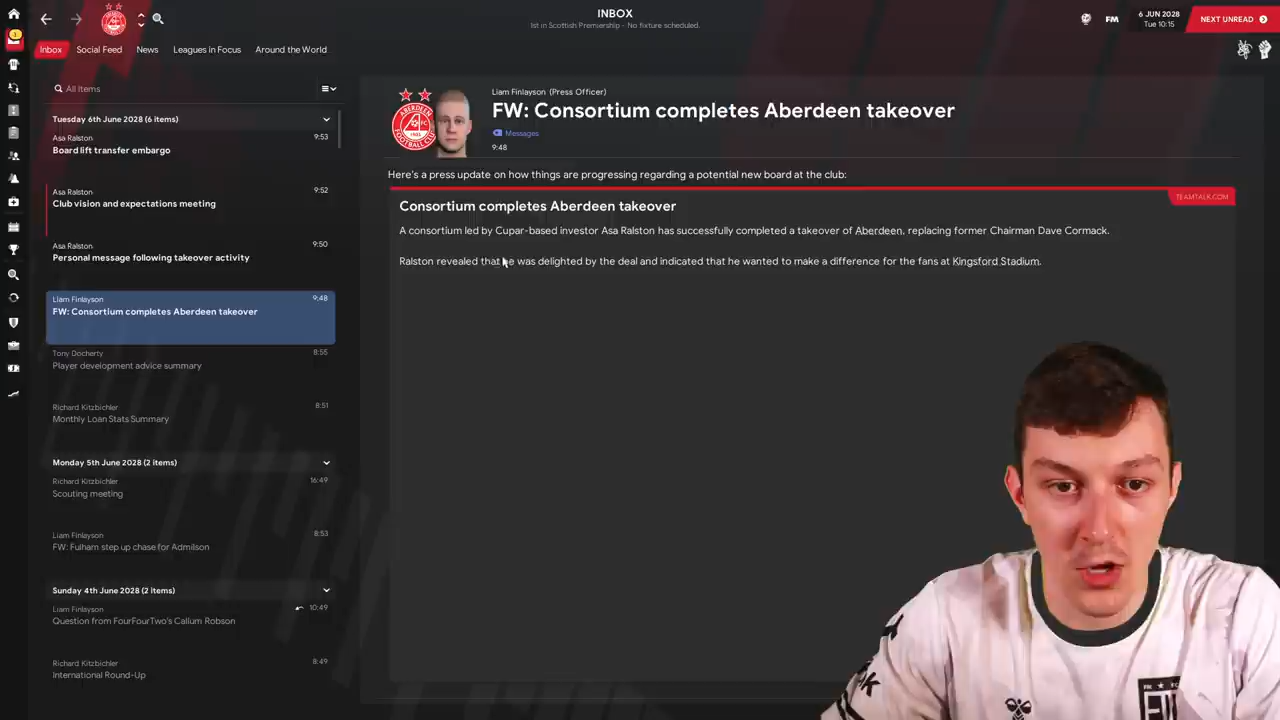 INBOX
1st in Scottish Premiership - No fixture scheduled.
FM
6 JUN 2028
Tue 10:15
NEXT UNREAD
1
Inbox
Social Feed
News
Leagues in Focus
Around the World
All Items
Tuesday 6th June 2028 (6 items)
Asa Ralston
9:53
Board lift transfer embargo
Asa Ralston
9:52
Club vision and expectations meeting
Asa Ralston
9:50
Personal message following takeover activity
Liam Finlayson
9:48
FW: Consortium completes Aberdeen takeover
Tony Docherty
8:55
Player development advice summary
Richard Kitzbichler
8:51
Monthly Loan Stats Summary
Monday 5th June 2028 (2 items)
Richard Kitzbichler
16:49
Scouting meeting
Liam Finlayson
8:53
FW: Fulham step up chase for Admilson
Sunday 4th June 2028 (2 items)
Liam Finlayson
10:49
Question from FourFourTwo's Callum Robson
Richard Kitzbichler
8:49
International Round-Up
ABERDEEN
FOOTBALL CLUB
Liam Finlayson (Press Officer)
FW: Consortium completes Aberdeen takeover
Messages
9:48
Here's a press update on how things are progressing regarding a potential new board at the club:
TEAMTALK.COM
Consortium completes Aberdeen takeover
A consortium led by Cupar-based investor Asa Ralston has successfully completed a takeover of Aberdeen, replacing former Chairman Dave Cormack.
Ralston revealed that he was delighted by the deal and indicated that he wanted to make a difference for the fans at Kingsford Stadium.